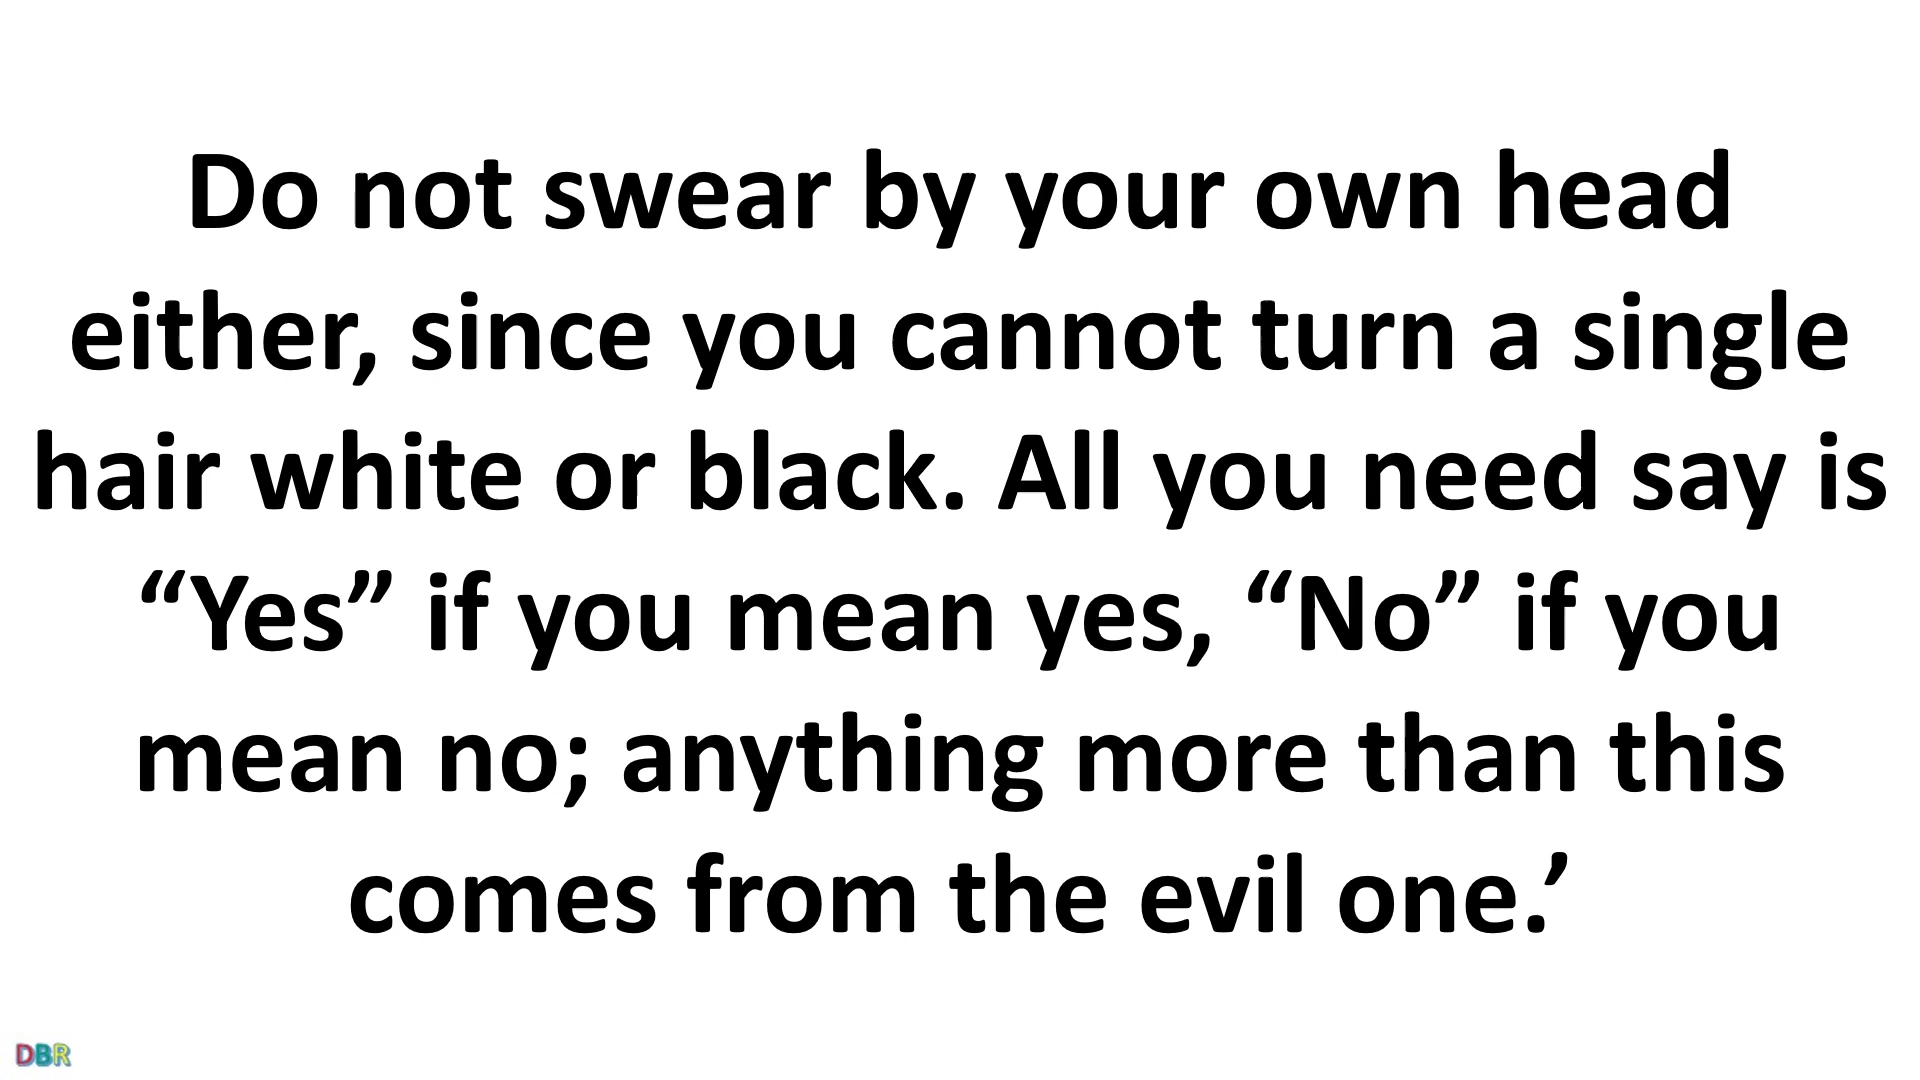 Do not swear by your own head
either, since you cannot turn a single
hair white or black. All you need say is
“Yes” if you mean yes, “No” if you
mean no; anything more than this
comes from the evil one.’
DBR